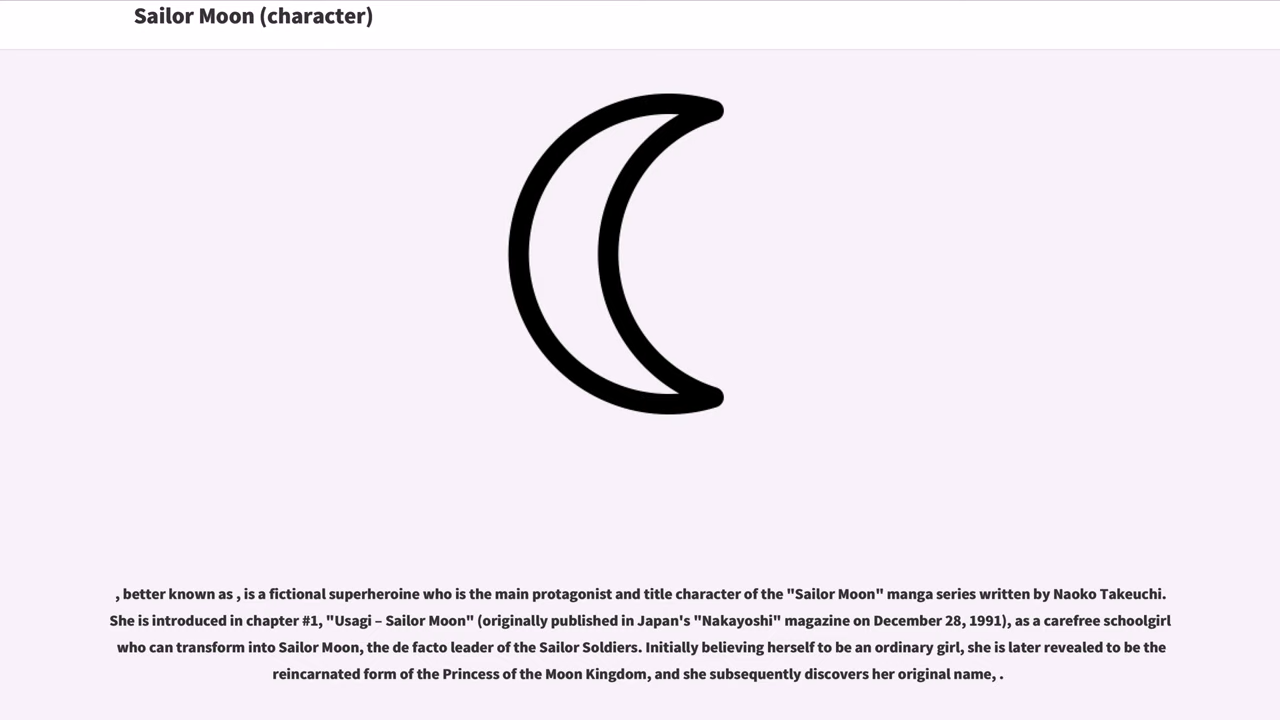 Sailor Moon (character)
, better known as , is a fictional superheroine who is the main protagonist and title character of the "Sailor Moon" manga series written by Naoko Takeuchi.
She is introduced in chapter #1, "Usagi – Sailor Moon" (originally published in Japan's "Nakayoshi" magazine on December 28, 1991), as a carefree schoolgirl
who can transform into Sailor Moon, the de facto leader of the Sailor Soldiers. Initially believing herself to be an ordinary girl, she is later revealed to be the
reincarnated form of the Princess of the Moon Kingdom, and she subsequently discovers her original name, .